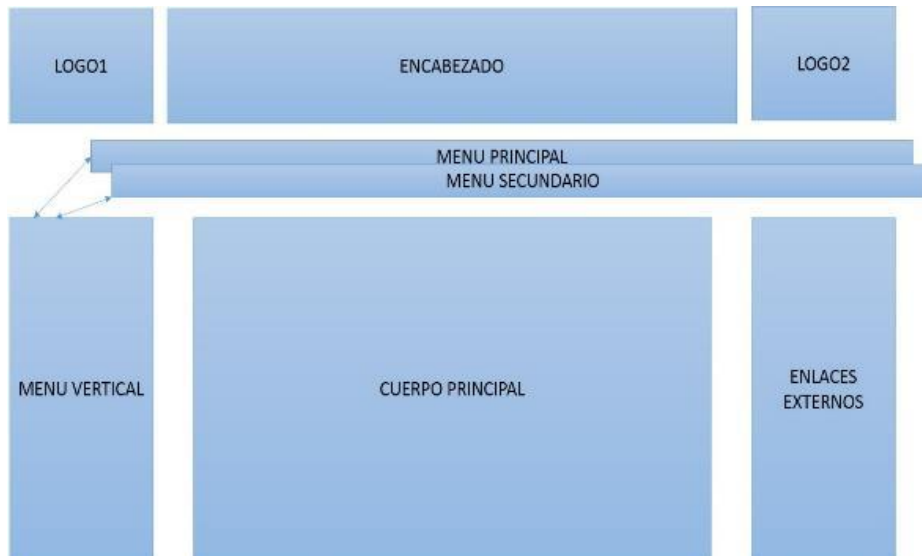 LOGO1
ENCABEZADO
LOGO2
MENU PRINCIPAL
MENU SECUNDARIO
MENU VERTICAL
CUERPO PRINCIPAL
ENLACES
EXTERNOS